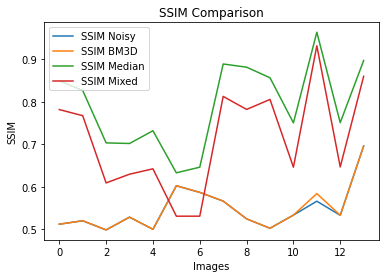 SSIM Comparison
SSIM Noisy
SSIM BM3D
SSIM Median
SSIM Mixed
SSIM
0.9
0.8
0.7
0.6
0.5
0 2 4 6 8 10 12
Images